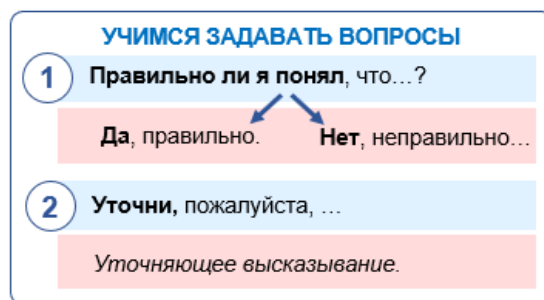 УЧИМСЯ ЗАДАВАТЬ ВОПРОСЫ
1 Правильно ли я понял, что…?
Да, правильно. Нет, неправильно…
2 Уточни, пожалуйста, …
Уточняющее высказывание.